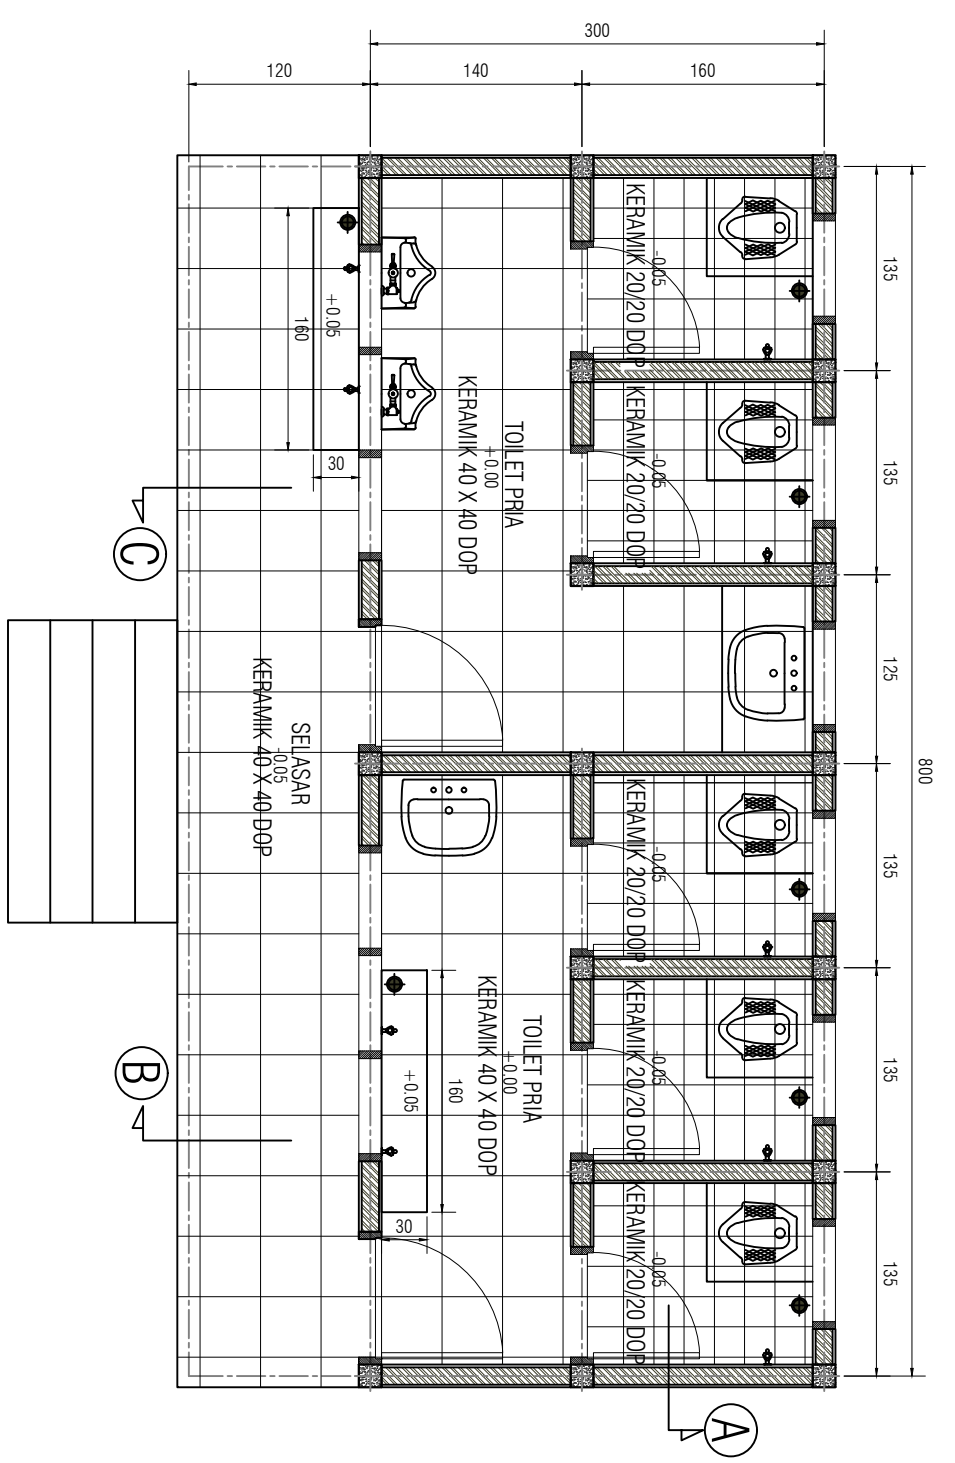 300
120
140
160
135
135
125
135
135
135
800
KERAMIK 20/20 DOP
-0.05
KERAMIK 20/20 DOP
-0.05
KERAMIK 20/20 DOP
-0.05
KERAMIK 20/20 DOP
-0.05
KERAMIK 20/20 DOP
-0.05
TOILET PRIA
+0.00
KERAMIK 40 X 40 DOP
+0.05
160
30
C
SELASAR
-0.05
KERAMIK 40 X 40 DOP
TOILET PRIA
+0.00
KERAMIK 40 X 40 DOP
160
+0.05
30
B
A